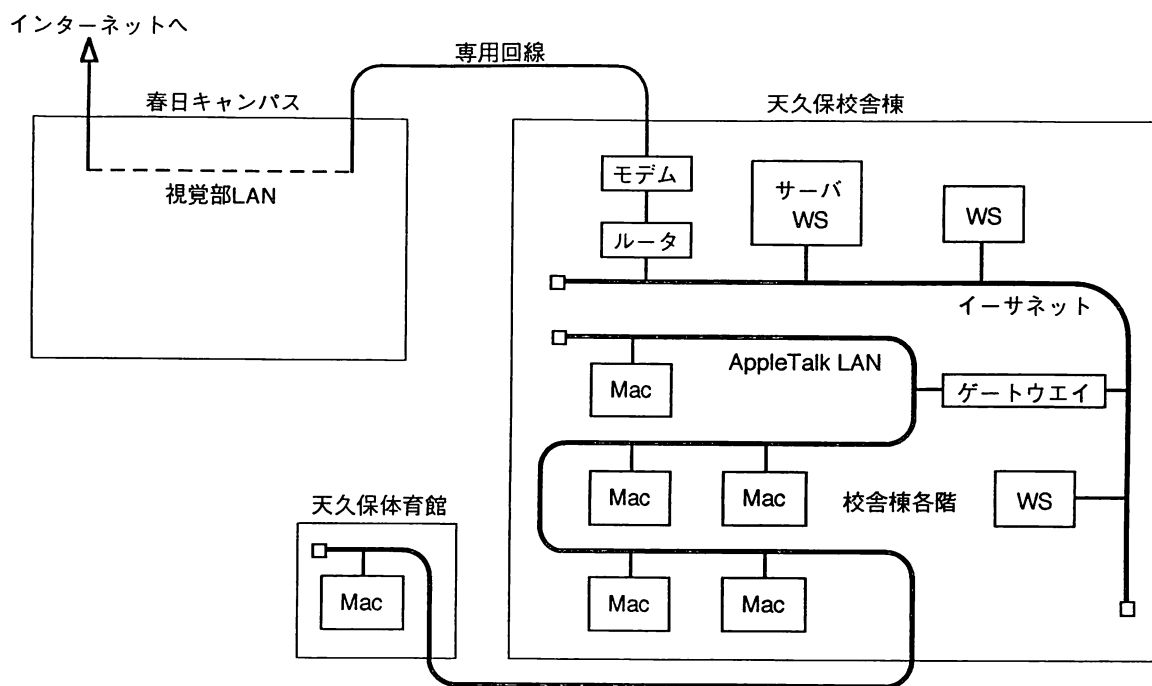 インターネットへ
専用回線
春日キャンパス
天久保校舎棟
視覚部LAN
モデム
サーバ
WS
WS
ルータ
イーサネット
AppleTalk LAN
Mac
ゲートウエイ
Mac
Mac
校舎棟各階
WS
天久保体育館
Mac
Mac
Mac